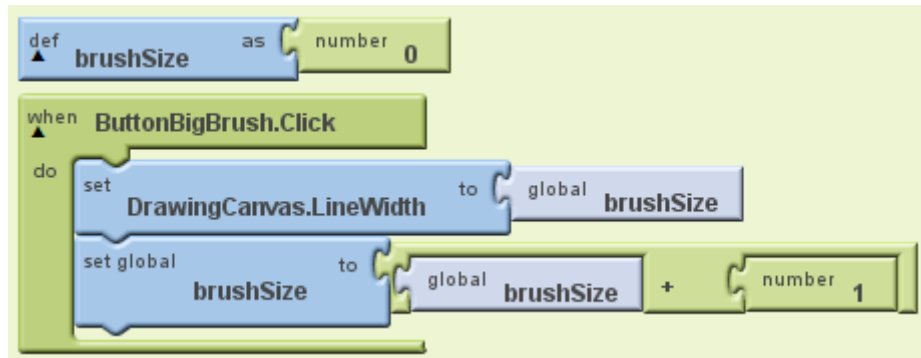 def brushSize as number 0
when ButtonBigBrush.Click
do
set DrawingCanvas.LineWidth to global brushSize
set global brushSize to global brushSize + number 1